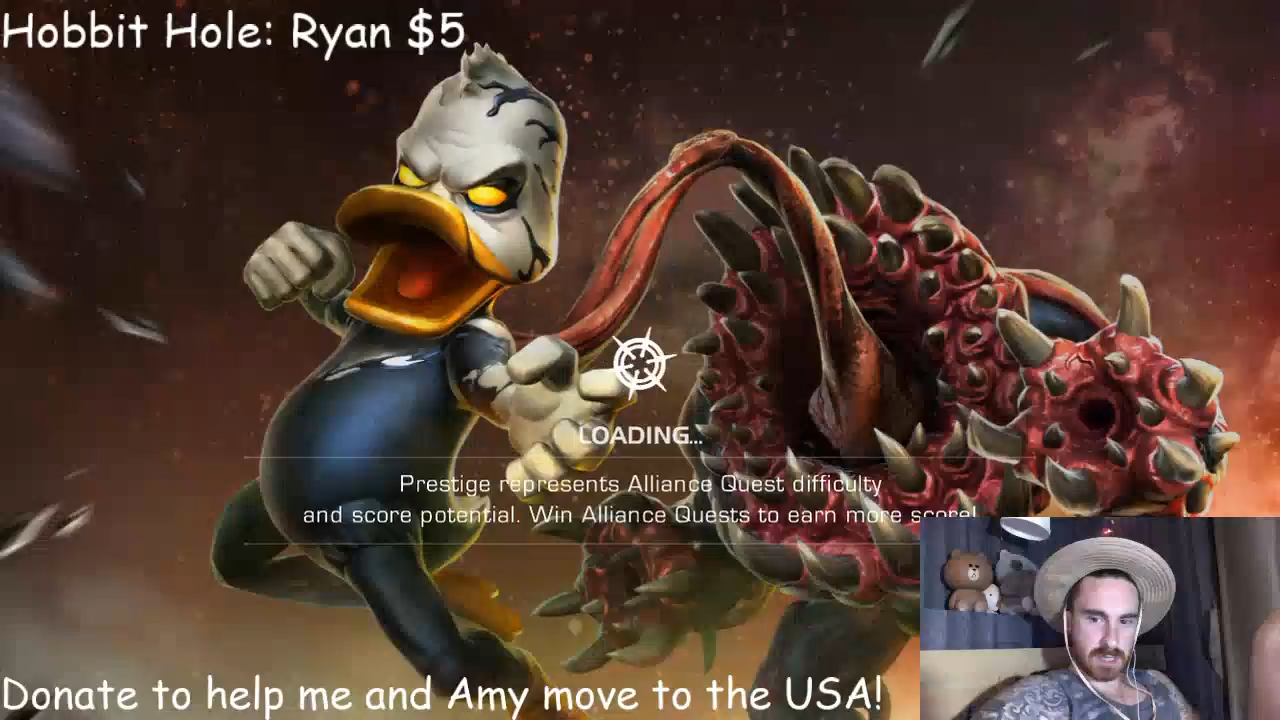 Hobbit Hole: Ryan $5
LOADING...
Prestige represents Alliance Quest difficulty
and score potential. Win Alliance Quests to earn more score!
Donate to help me and Amy move to the USA!